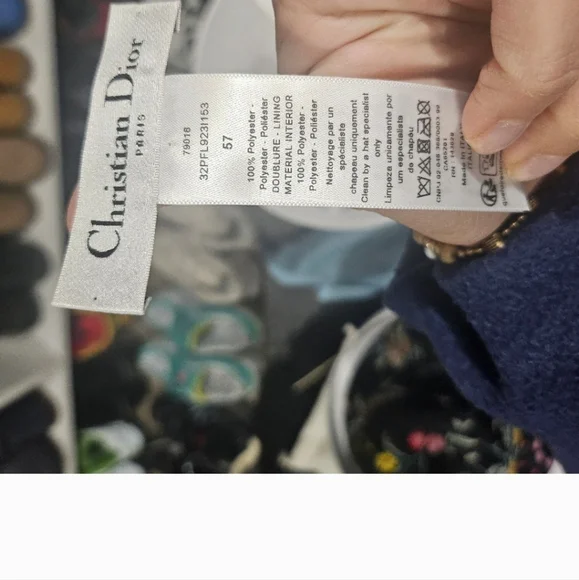 Christian Dior
PARIS
79018
32PFL923I153
57
100% Polyester -
Polyester - Poliéster
DOUBLURE - LINING
MATERIAL INTERIOR
100% Polyester -
Polyester - Poliéster
Nettoyage par un
spécialiste
chapeau uniquement
Clean by a hat specialist
only
Limpeza unicamente por
um especialista
de chapéu